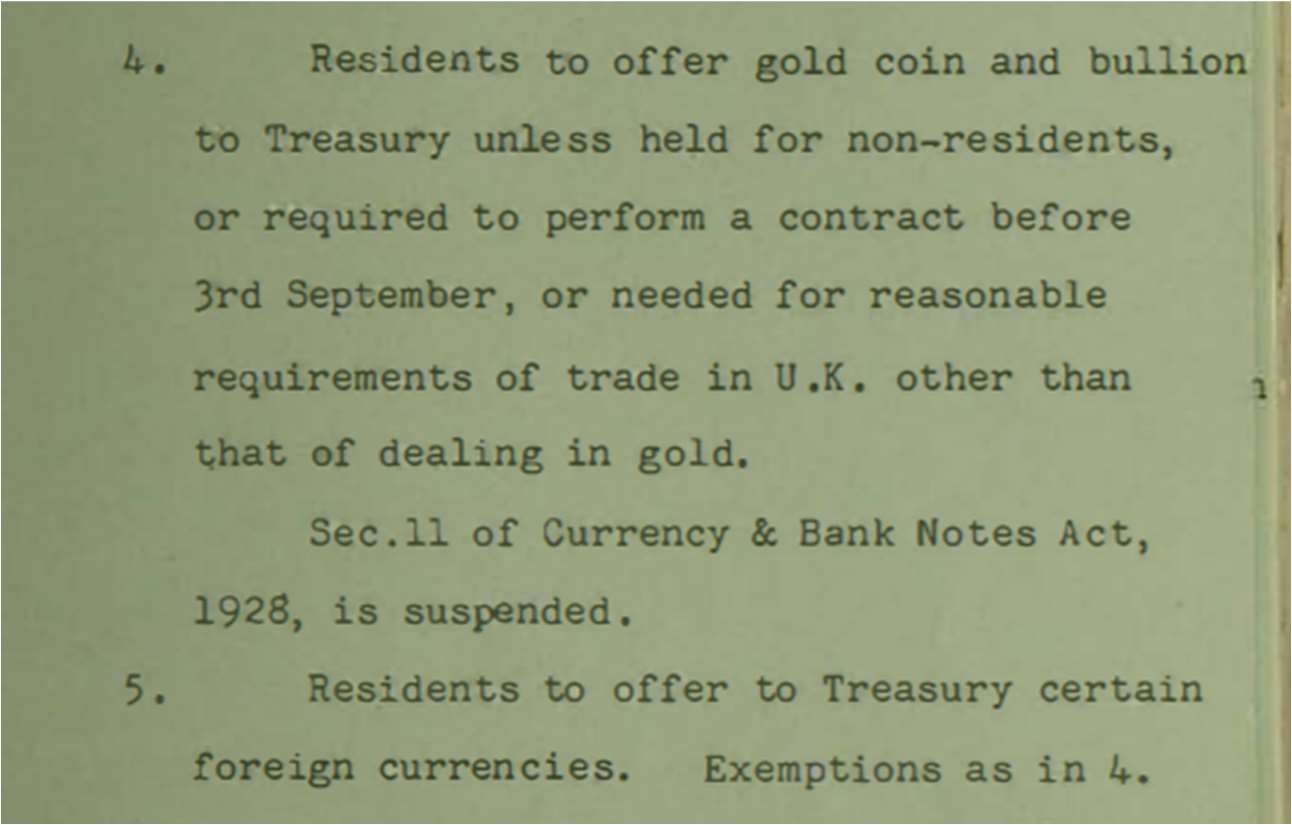 4. Residents to offer gold coin and bullion
to Treasury unless held for non-residents,
or required to perform a contract before
3rd September, or needed for reasonable
requirements of trade in U.K. other than
that of dealing in gold.
Sec.11 of Currency & Bank Notes Act,
1928, is suspended.
5. Residents to offer to Treasury certain
foreign currencies. Exemptions as in 4.